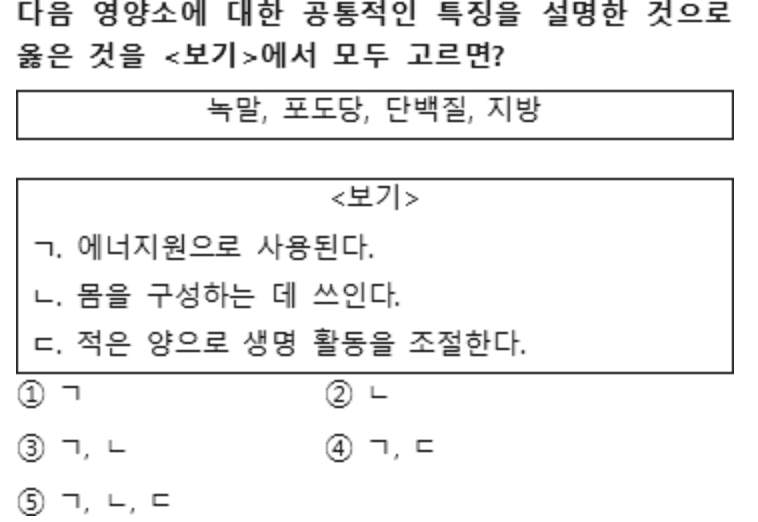 다음 영양소에 대한 공통적인 특징을 설명한 것으로
옳은 것을 <보기>에서 모두 고르면?
녹말, 포도당, 단백질, 지방
<보기>
ㄱ. 에너지원으로 사용된다.
ㄴ. 몸을 구성하는 데 쓰인다.
ㄷ. 적은 양으로 생명 활동을 조절한다.
① ㄱ ② ㄴ
③ ㄱ, ㄴ ④ ㄱ, ㄷ
⑤ ㄱ, ㄴ, ㄷ